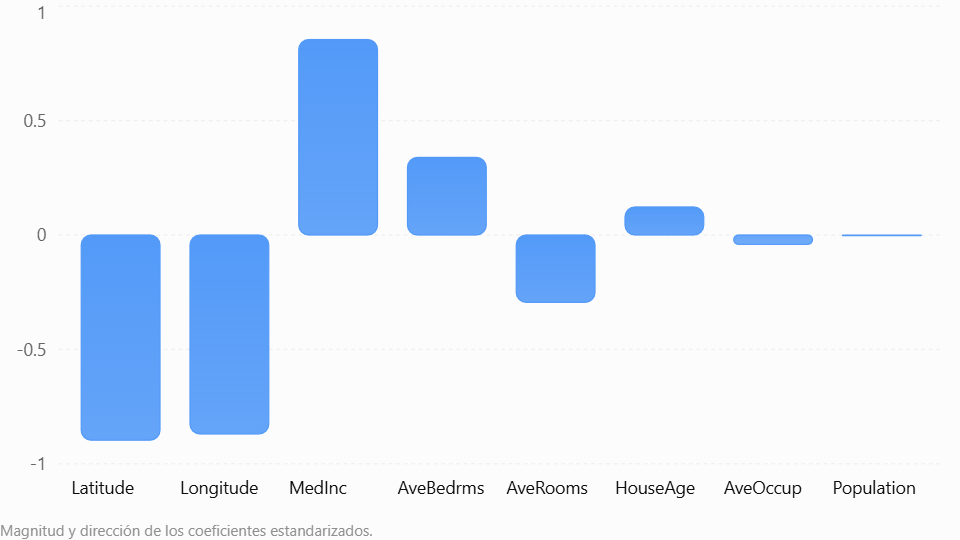 1
0.5
0
-0.5
-1
Latitude Longitude MedInc AveBedrms AveRooms HouseAge AveOccup Population
Magnitud y dirección de los coeficientes estandarizados.